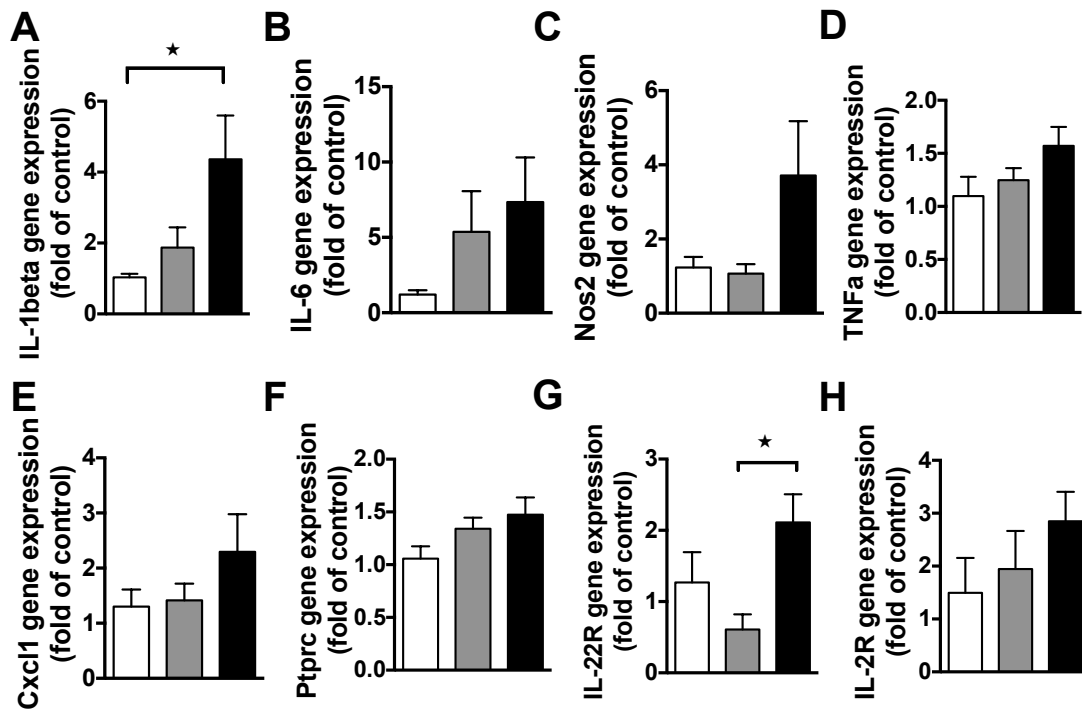 A
IL-1beta gene expression
(fold of control)
★
6
4
2
0
B
IL-6 gene expression
(fold of control)
15
10
5
0
C
Nos2 gene expression
(fold of control)
6
4
2
0
D
TNFa gene expression
(fold of control)
2.0
1.5
1.0
0.5
0.0
E
Cxcl1 gene expression
(fold of control)
4
3
2
1
0
F
Ptprc gene expression
(fold of control)
2.0
1.5
1.0
0.5
0.0
G
IL-22R gene expression
(fold of control)
★
3
2
1
0
H
IL-2R gene expression
(fold of control)
4
3
2
1
0